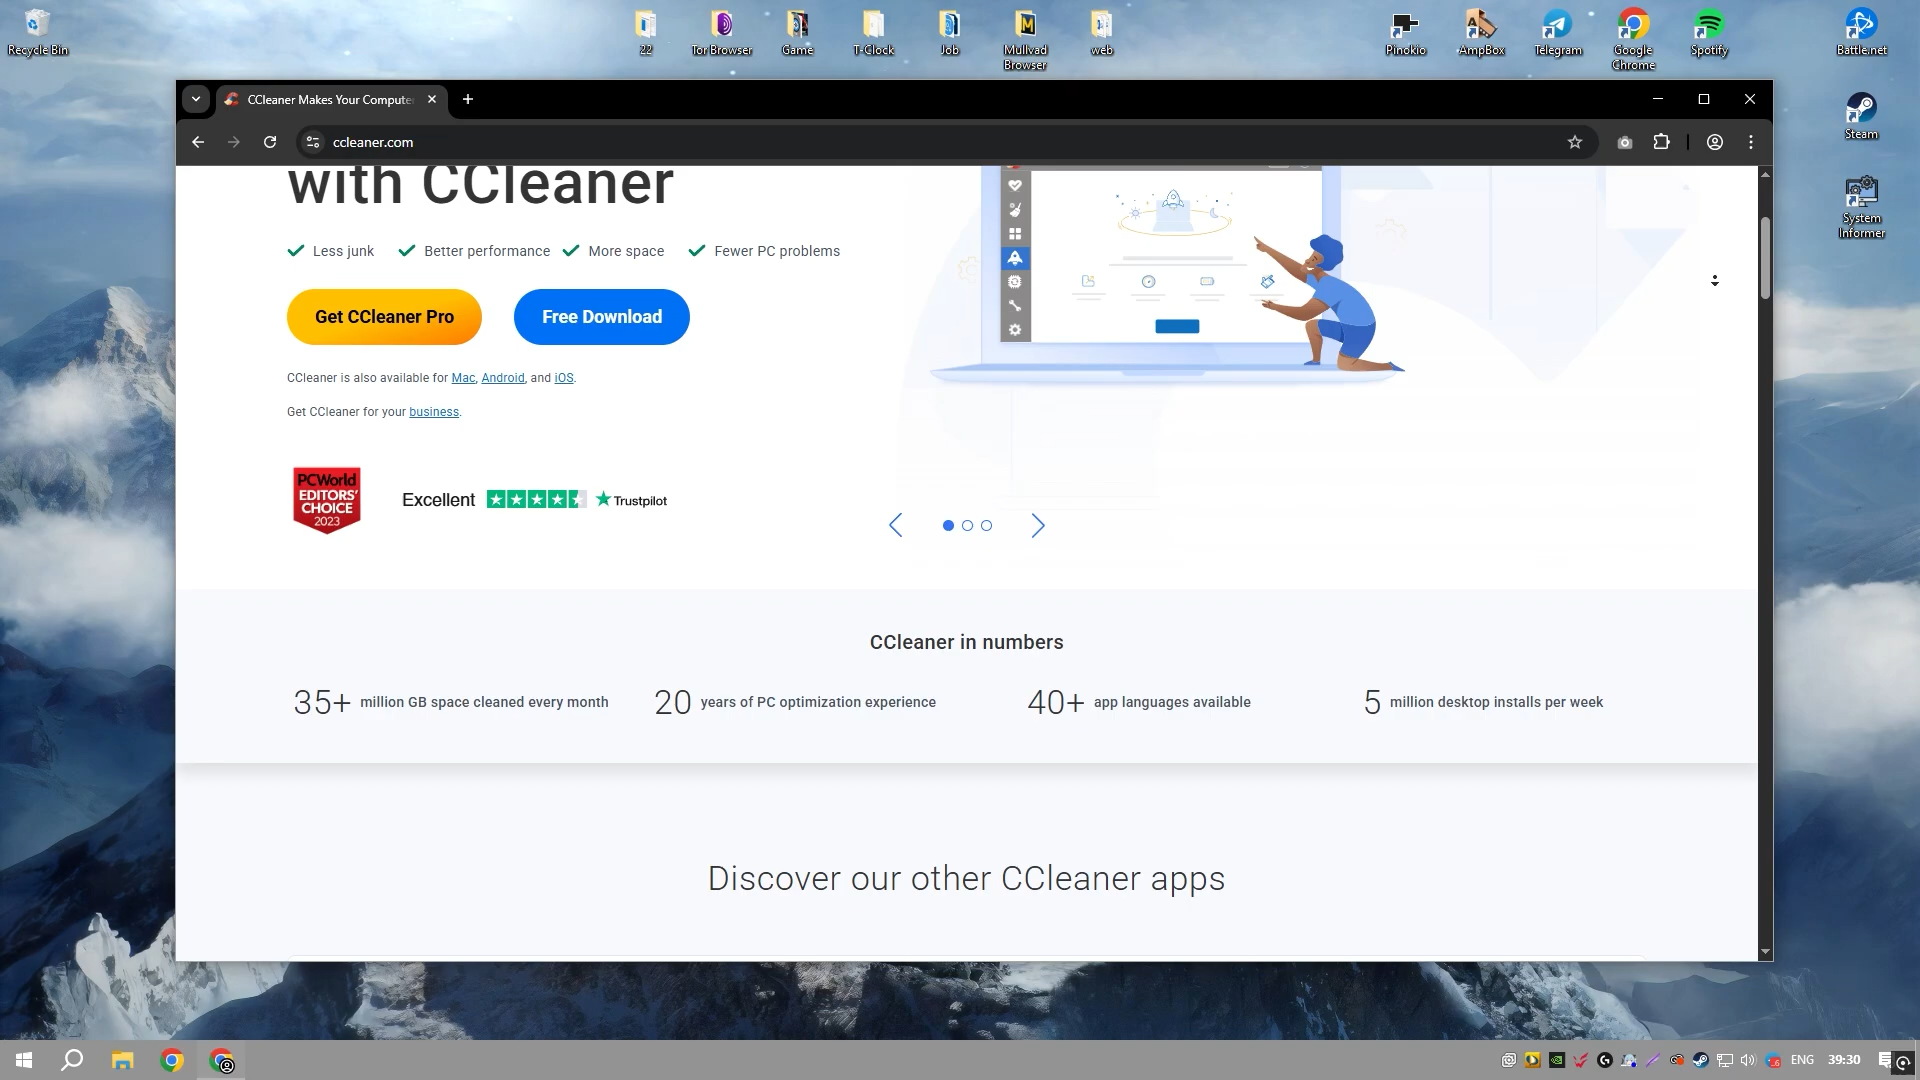 Recycle Bin
22
Tor Browser
Game
T-Clock
Job
Mullvad Browser
web
Pinokio
AmpBox
Telegram
Google Chrome
Spotify
Battle.net
Steam
System Informer
CCleaner Makes Your Compute
ccleaner.com
with CCleaner
Less junk
Better performance
More space
Fewer PC problems
Get CCleaner Pro
Free Download
CCleaner is also available for Mac, Android, and iOS.
Get CCleaner for your business.
PCWorld
EDITORS'
CHOICE
2023
Excellent
Trustpilot
CCleaner in numbers
35+ million GB space cleaned every month
20 years of PC optimization experience
40+ app languages available
5 million desktop installs per week
Discover our other CCleaner apps
ENG
39:30